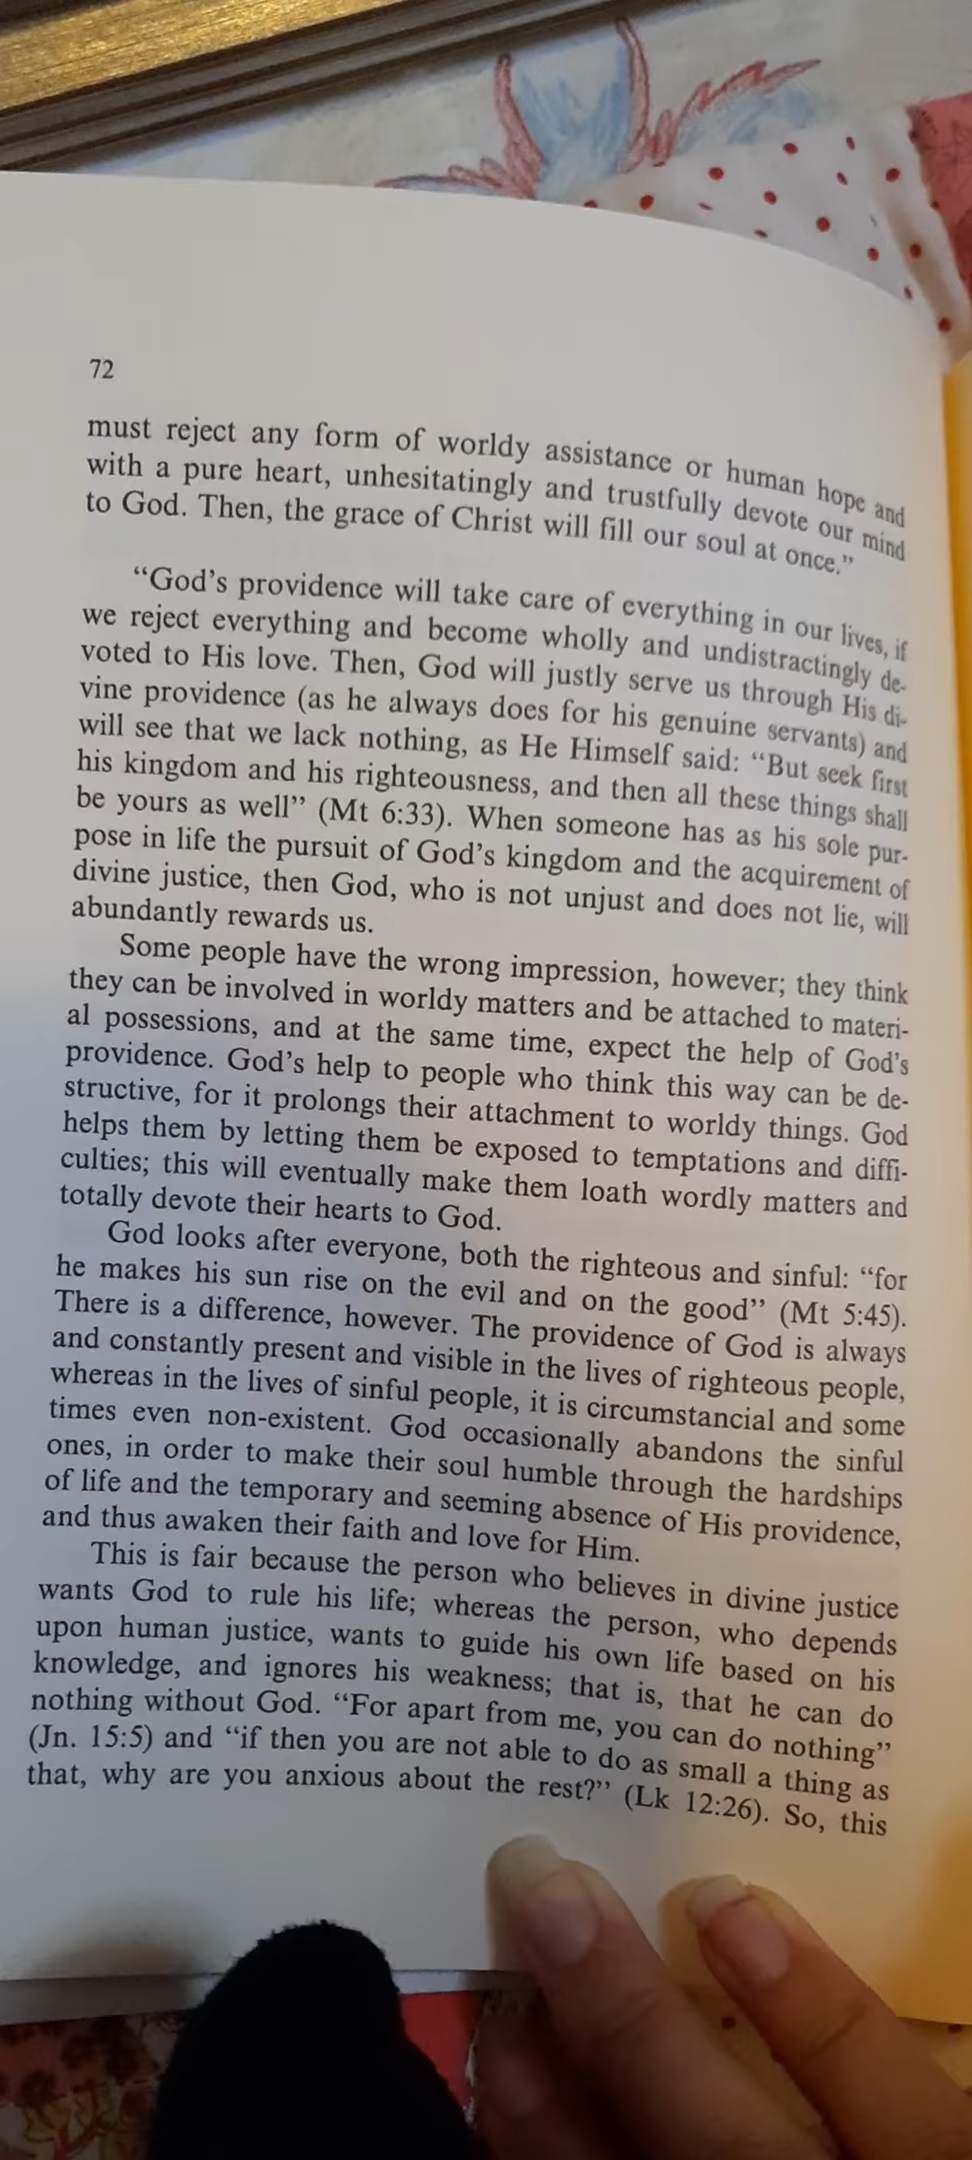 72
must reject any form of worldy assistance or human hope and
with a pure heart, unhesitatingly and trustfully devote our mind
to God. Then, the grace of Christ will fill our soul at once.”
“God’s providence will take care of everything in our lives, if
we reject everything and become wholly and undistractingly de-
voted to His love. Then, God will justly serve us through His di-
vine providence (as he always does for his genuine servants) and
will see that we lack nothing, as He Himself said: “But seek first
his kingdom and his righteousness, and then all these things shall
be yours as well” (Mt 6:33). When someone has as his sole pur-
pose in life the pursuit of God’s kingdom and the acquirement of
divine justice, then God, who is not unjust and does not lie, will
abundantly rewards us.
Some people have the wrong impression, however; they think
they can be involved in worldy matters and be attached to materi-
al possessions, and at the same time, expect the help of God’s
providence. God’s help to people who think this way can be de-
structive, for it prolongs their attachment to worldy things. God
helps them by letting them be exposed to temptations and diffi-
culties; this will eventually make them loath wordly matters and
totally devote their hearts to God.
God looks after everyone, both the righteous and sinful: “for
he makes his sun rise on the evil and on the good” (Mt 5:45).
There is a difference, however. The providence of God is always
and constantly present and visible in the lives of righteous people,
whereas in the lives of sinful people, it is circumstancial and some
times even non-existent. God occasionally abandons the sinful
ones, in order to make their soul humble through the hardships
of life and the temporary and seeming absence of His providence,
and thus awaken their faith and love for Him.
This is fair because the person who believes in divine justice
wants God to rule his life; whereas the person, who depends
upon human justice, wants to guide his own life based on his
knowledge, and ignores his weakness; that is, that he can do
nothing without God. “For apart from me, you can do nothing”
(Jn. 15:5) and “if then you are not able to do as small a thing as
that, why are you anxious about the rest?” (Lk 12:26). So, this